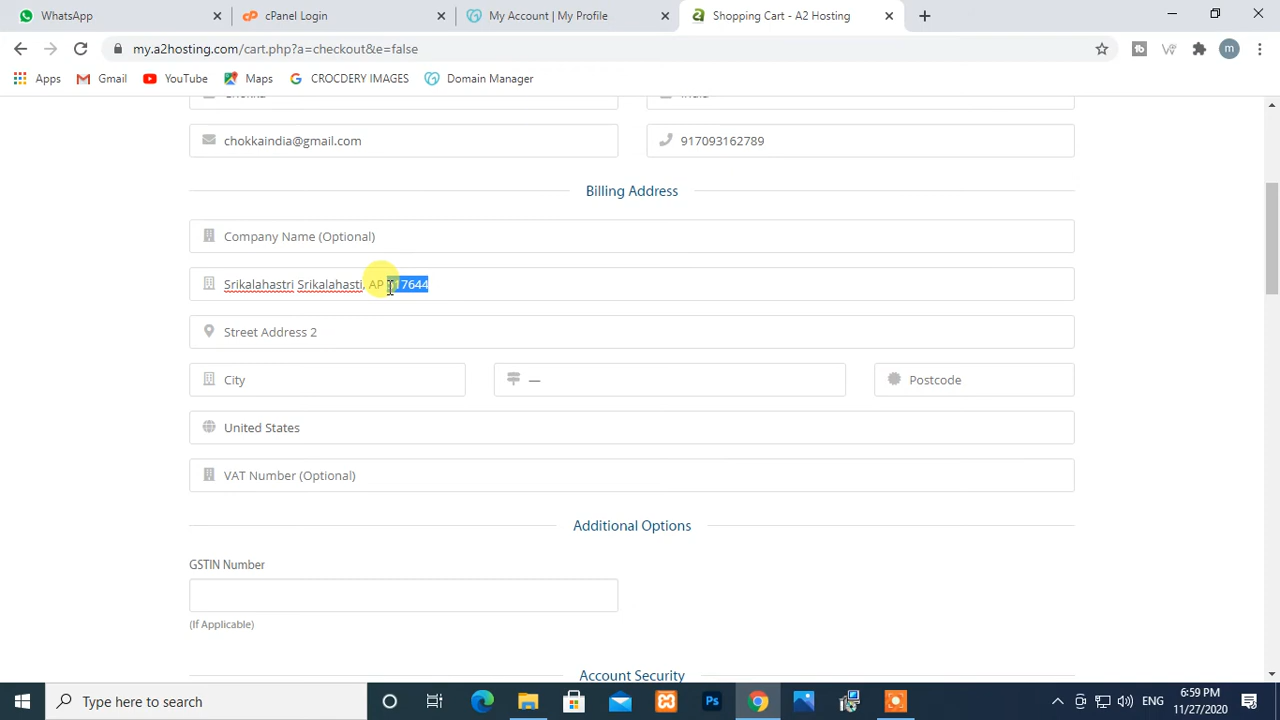 WhatsApp
cPanel Login
My Account | My Profile
Shopping Cart - A2 Hosting
my.a2hosting.com/cart.php?a=checkout&e=false
Apps
Gmail
YouTube
Maps
CROCDERY IMAGES
Domain Manager
chokkaindia@gmail.com
917093162789
Billing Address
Company Name (Optional)
Srikalahastri Srikalahasti, AP 517644
Street Address 2
City
—
Postcode
United States
VAT Number (Optional)
Additional Options
GSTIN Number
(If Applicable)
Account Security
Type here to search
ENG
6:59 PM
11/27/2020